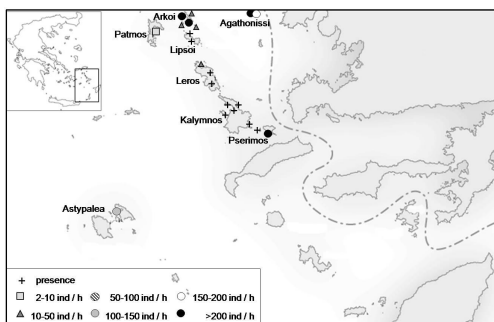 Arkoi
Agathonissi
Patmos
Lipsoi
Leros
Kalymnos
Pserimos
Astypalea
presence
2-10 ind / h
50-100 ind / h
150-200 ind / h
10-50 ind / h
100-150 ind / h
>200 ind / h